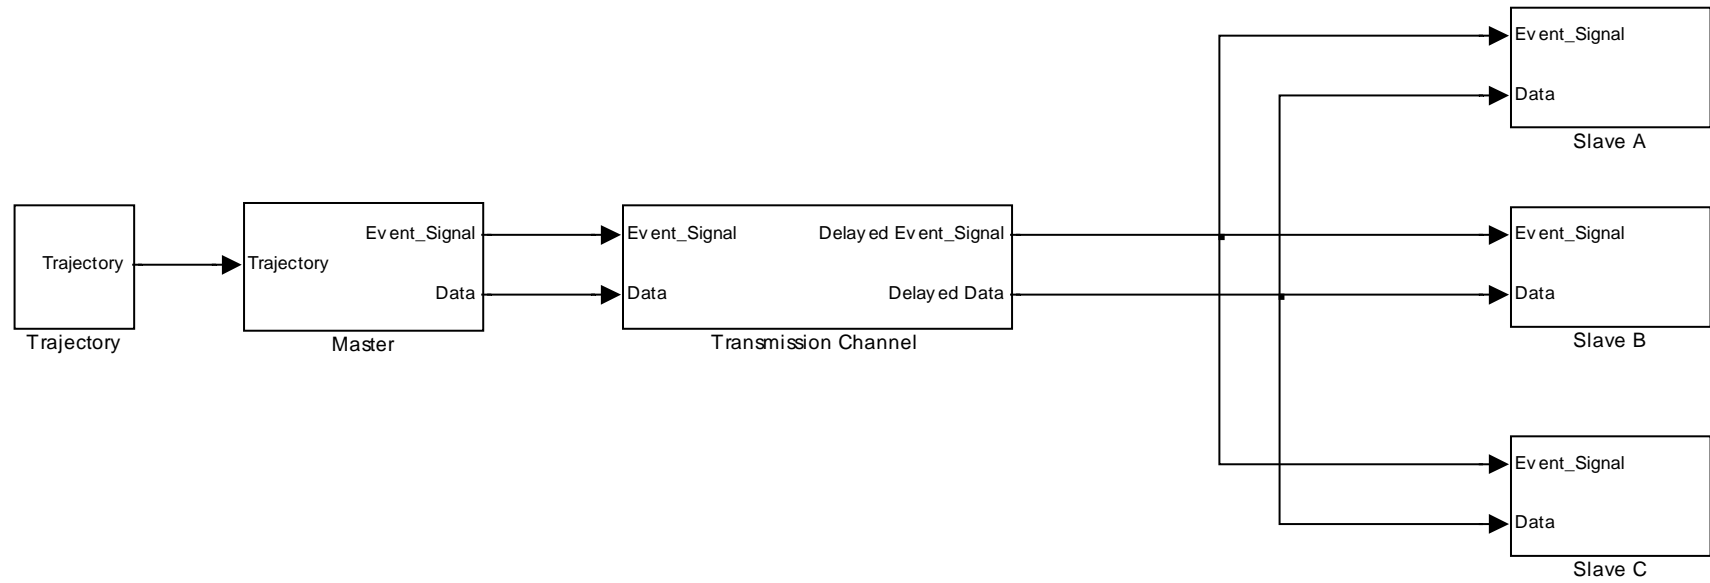 Event_Signal
Data
Slave A
Trajectory
Trajectory
Trajectory
Event_Signal
Data
Master
Event_Signal
Data
Delayed Event_Signal
Delayed Data
Transmission Channel
Event_Signal
Data
Slave B
Event_Signal
Data
Slave C